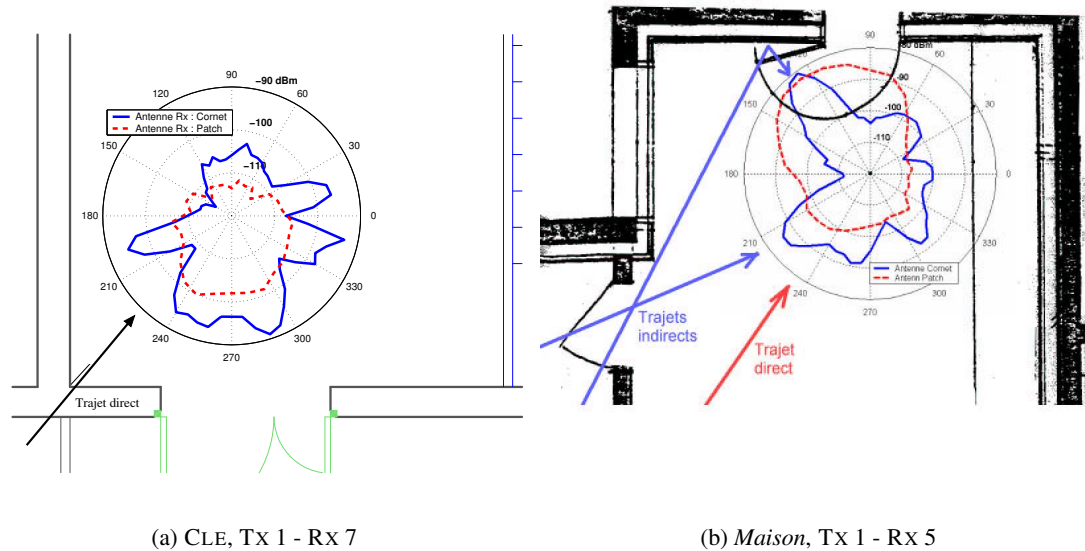 90
−90 dBm
120
60
−100
Antenne Rx : Cornet
Antenne Rx : Patch
150
30
−110
180
0
210
330
240
300
270
Trajet direct
90
-80 dBm
60
-90
150
30
-100
-110
180
0
210
330
Antenne Cornet
Antenn Patch
240
300
270
Trajets
indirects
Trajet
direct
(a) CLE, TX 1 - RX 7
(b) Maison, TX 1 - RX 5